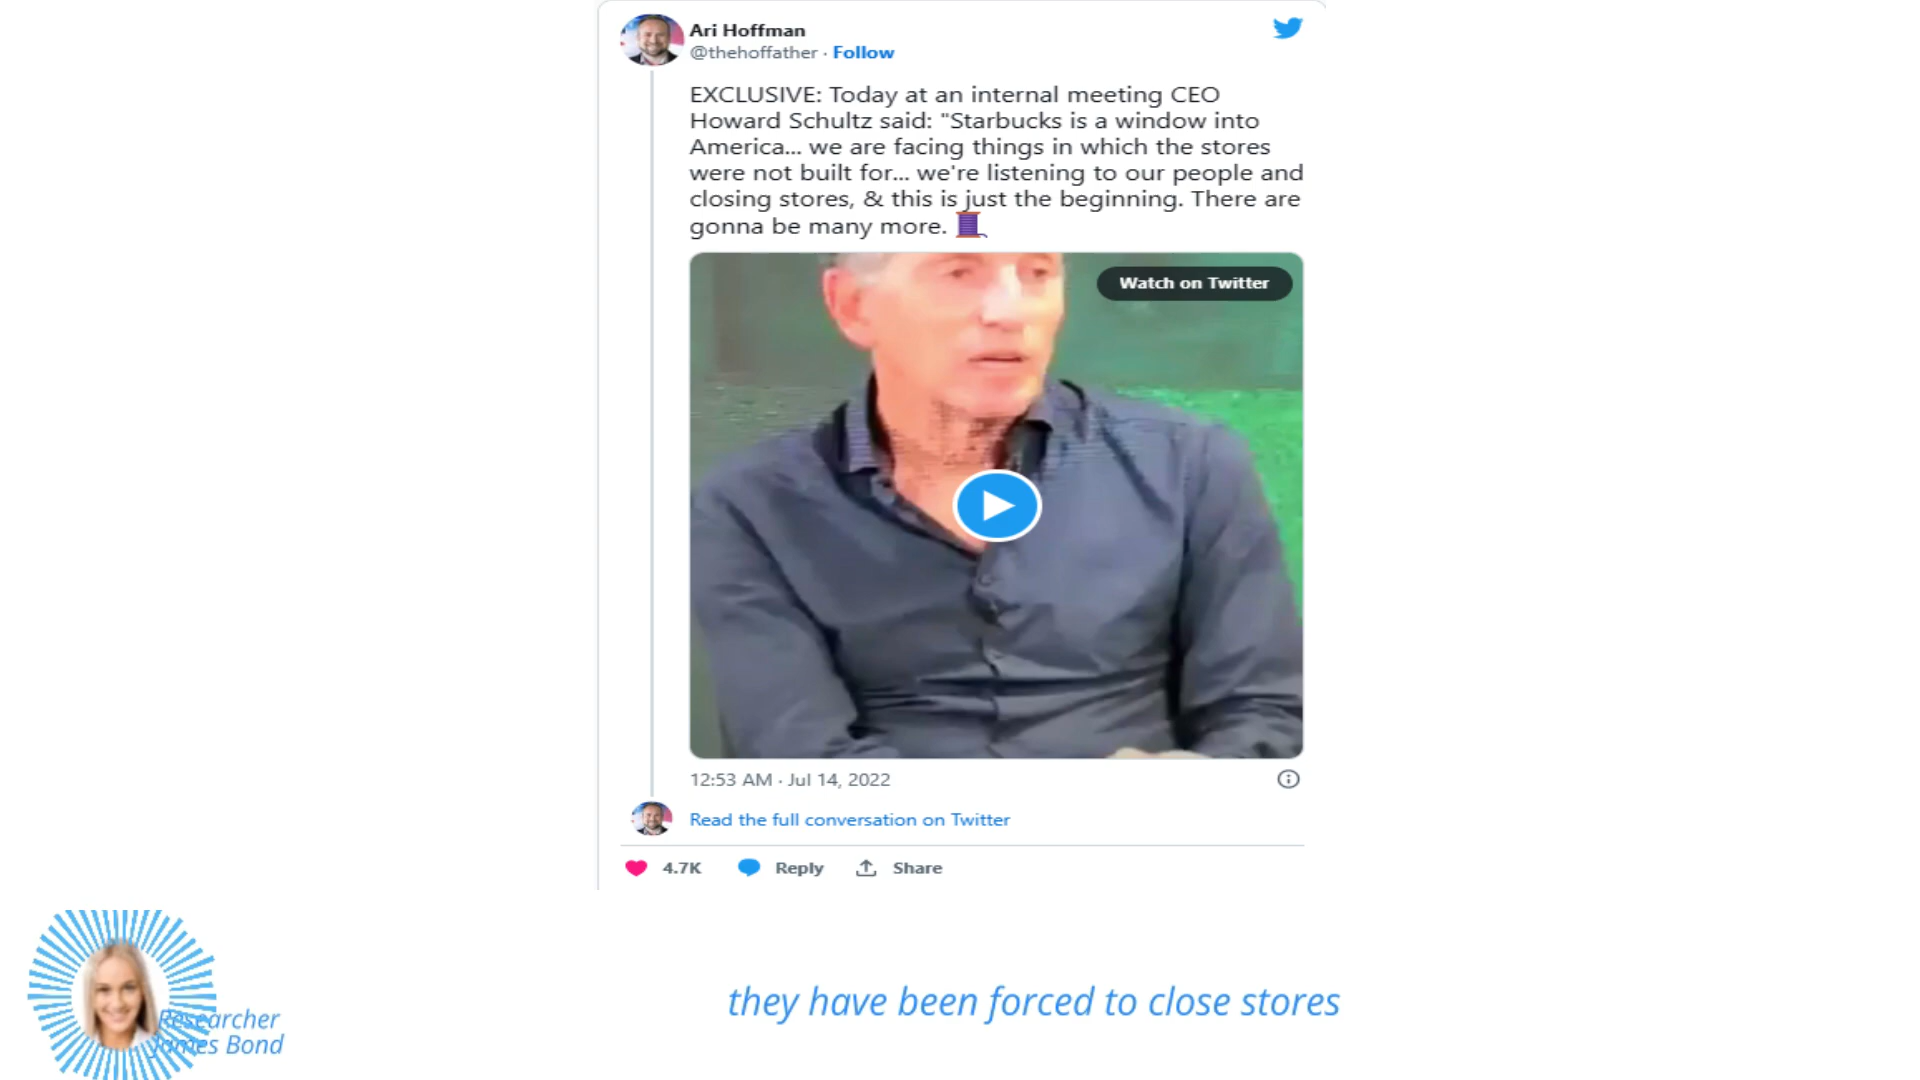 Ari Hoffman
@thehoffather · Follow
EXCLUSIVE: Today at an internal meeting CEO
Howard Schultz said: "Starbucks is a window into
America... we are facing things in which the stores
were not built for... we're listening to our people and
closing stores, & this is just the beginning. There are
gonna be many more. 🧵
Watch on Twitter
12:53 AM · Jul 14, 2022
Read the full conversation on Twitter
4.7K Reply Share
Researcher
James Bond
they have been forced to close stores